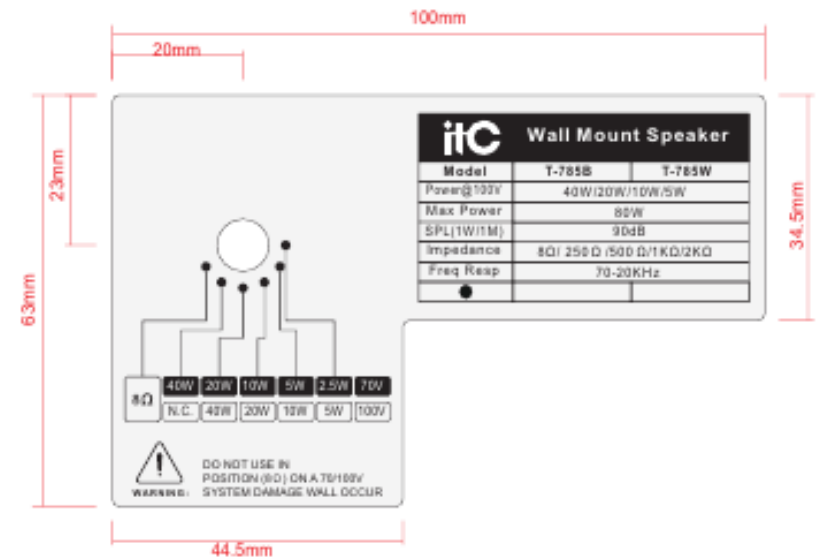 100mm
20mm
23mm
63mm
34.5mm
itC Wall Mount Speaker
Model T-785B T-785W
Power@100V 40W/20W/10W/5W
Max Power 80W
SPL(1W/1M) 90dB
Impedance 8Ω/ 250Ω /500 Ω/1KΩ/2KΩ
Freq Resp 70-20KHz
8Ω
40W 20W 10W 5W 2.5W 70V
N.C. 40W 20W 10W 5W 100V
DO NOT USE IN
POSITION (8Ω) ON A 70/100V
WARNING: SYSTEM DAMAGE WALL OCCUR
44.5mm